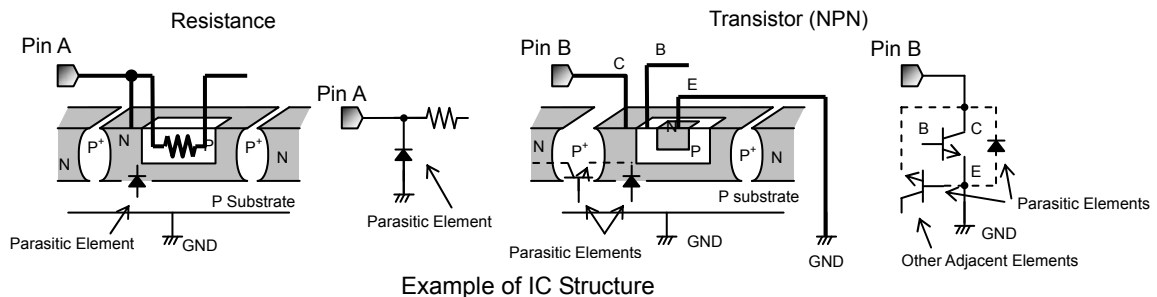 Resistance
Transistor (NPN)
Pin A
Pin A
Pin B
B
C
E
Pin B
N
P+
N
P
P+
N
N
P+
N
N
P
P+
N
B
C
E
P Substrate
P substrate
Parasitic Element
GND
Parasitic Element
Parasitic Elements
GND
GND
Parasitic Elements
GND
Other Adjacent Elements
Example of IC Structure